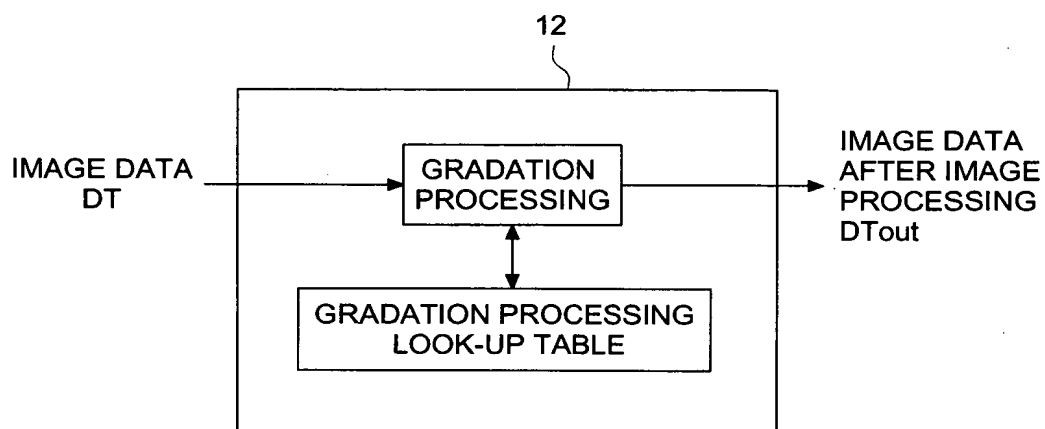 12
IMAGE DATA
DT
GRADATION
PROCESSING
IMAGE DATA
AFTER IMAGE
PROCESSING
DTout
GRADATION PROCESSING
LOOK-UP TABLE